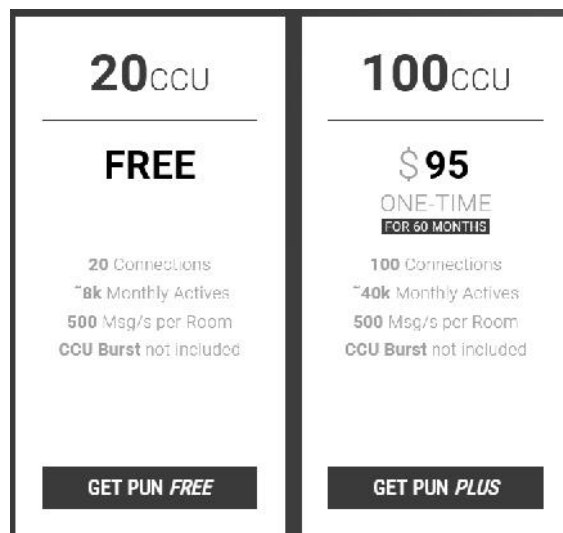 20CCU
FREE
20 Connections
~8k Monthly Actives
500 Msg/s per Room
CCU Burst not included
GET PUN FREE
100CCU
$95
ONE-TIME
FOR 60 MONTHS
100 Connections
~40k Monthly Actives
500 Msg/s per Room
CCU Burst not included
GET PUN PLUS